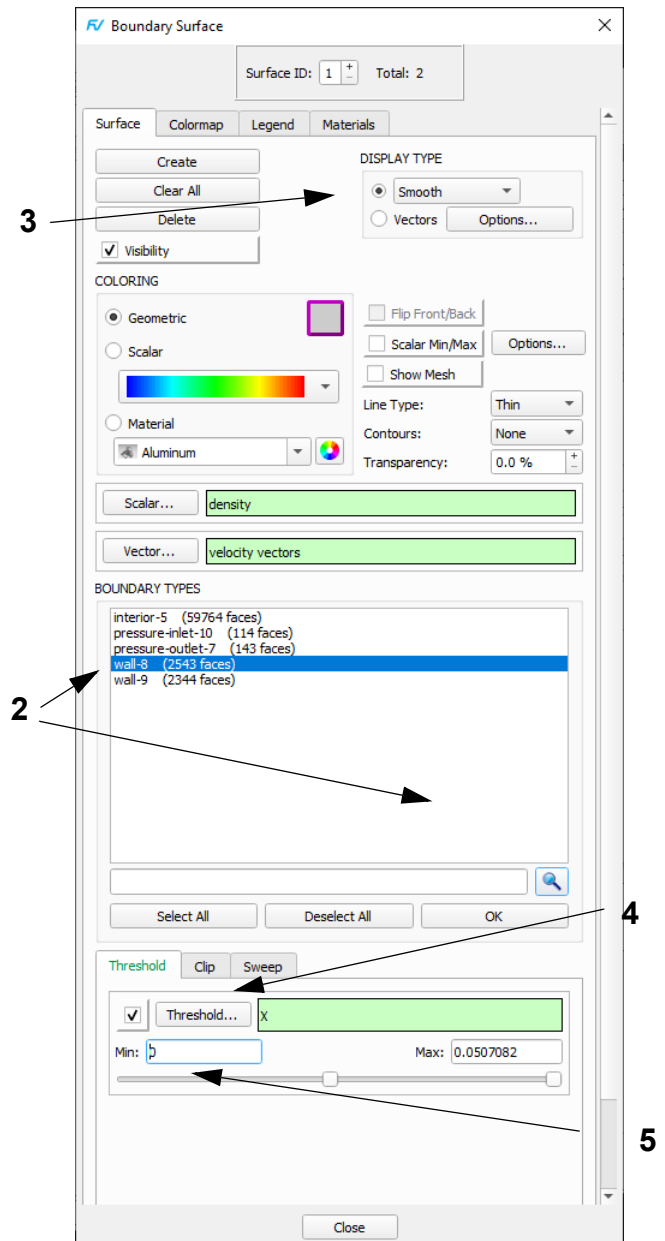 FV Boundary Surface
Surface ID: 1 Total: 2
Surface Colormap Legend Materials
Create
Clear All
Delete
Visibility
DISPLAY TYPE
Smooth
Vectors Options...
3
COLORING
Geometric
Scalar
Material
Aluminum
Flip Front/Back
Scalar Min/Max Options...
Show Mesh
Line Type: Thin
Contours: None
Transparency: 0.0 %
Scalar... density
Vector... velocity vectors
BOUNDARY TYPES
interior-5 (59764 faces)
pressure-inlet-10 (114 faces)
pressure-outlet-7 (143 faces)
wall-8 (2543 faces)
wall-9 (2344 faces)
2
Select All Deselect All OK
4
Threshold Clip Sweep
Threshold... X
Min: 0 Max: 0.0507082
5
Close